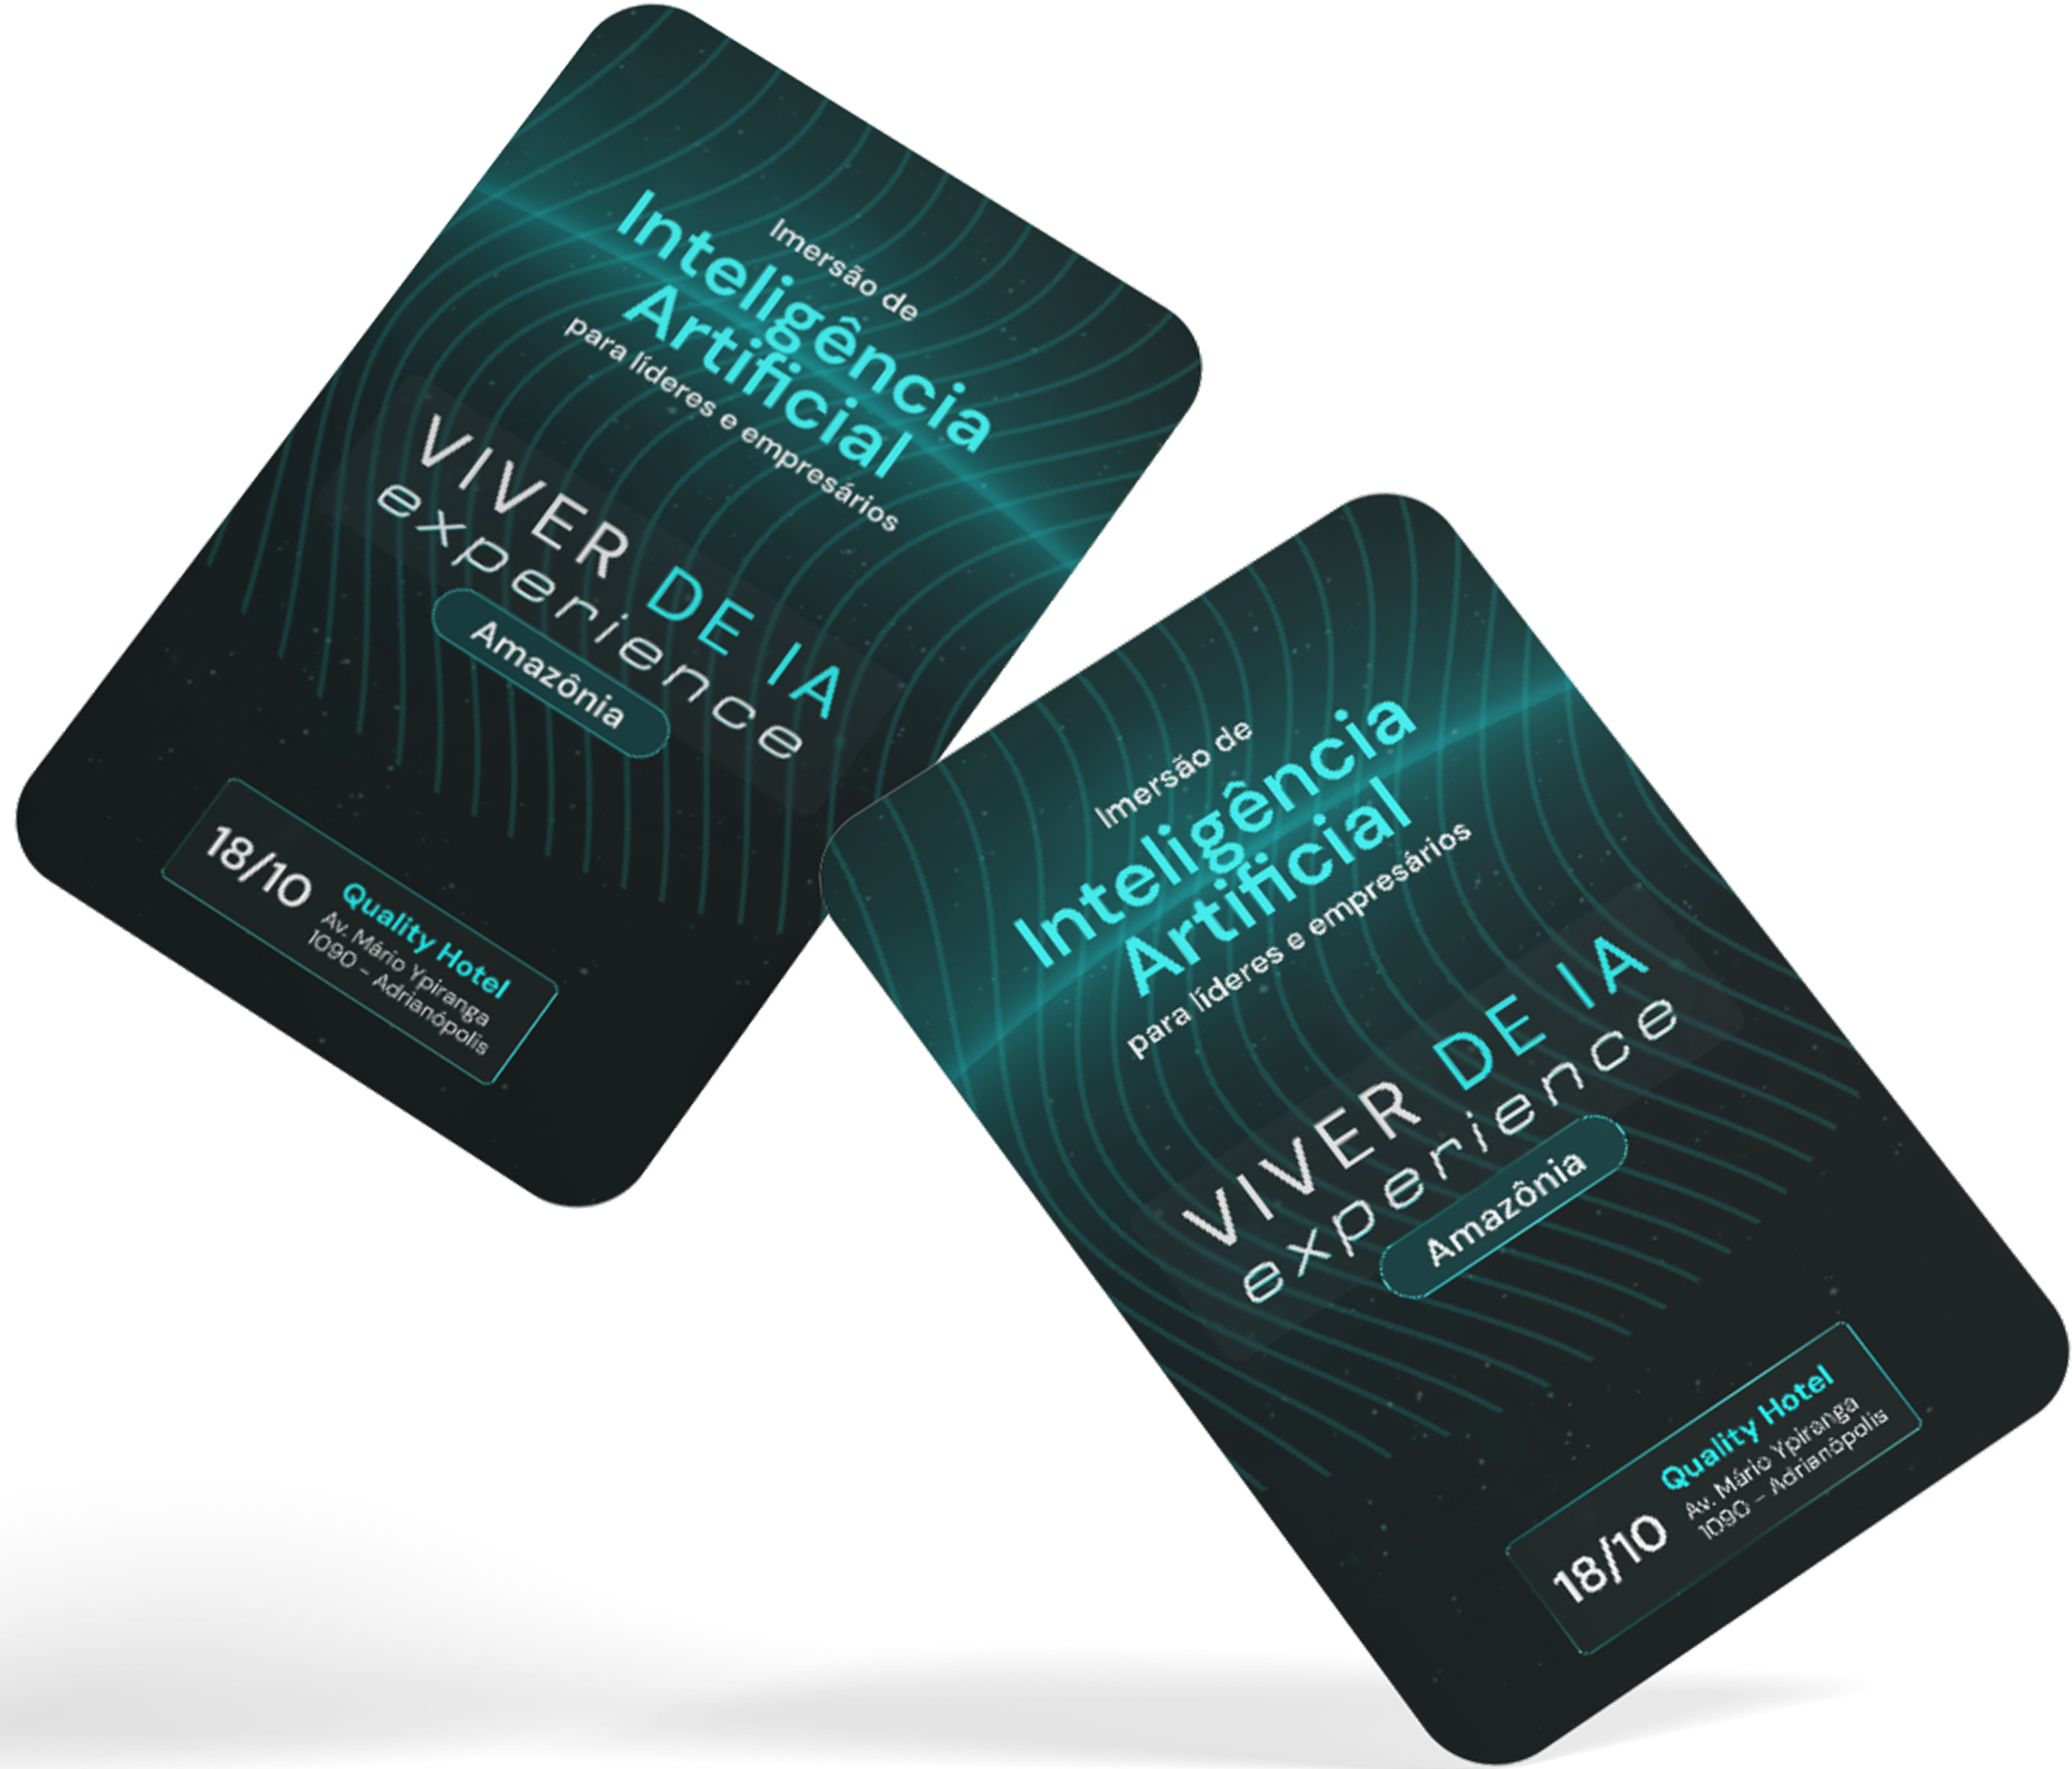 Imersão de
Inteligência
Artificial
para líderes e empresários
VIVER DE IA
experience
Amazônia
18/10
Quality Hotel
Av. Mário Ypiranga
1090 – Adrianópolis
Imersão de
Inteligência
Artificial
para líderes e empresários
VIVER DE IA
experience
Amazônia
18/10
Quality Hotel
Av. Mário Ypiranga
1090 – Adrianópolis